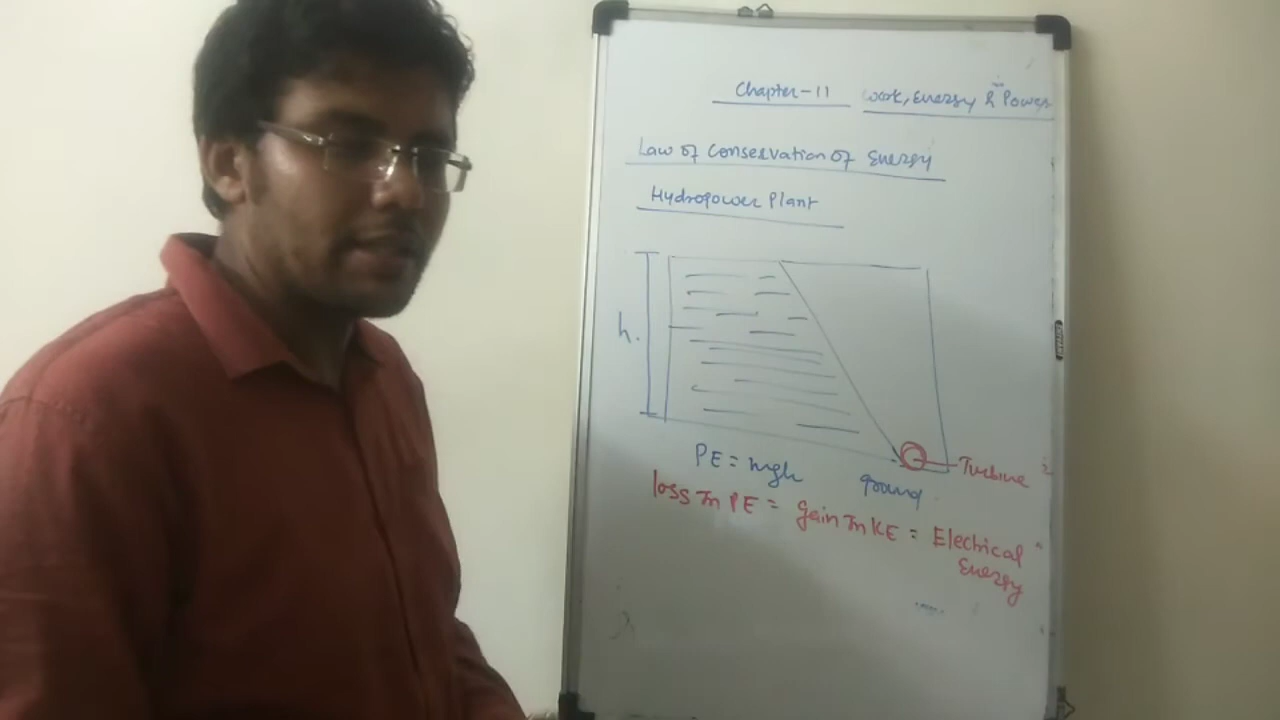 Chapter-11 Work, Energy & Power
Law of Conservation of Energy
Hydropower Plant
h.
PE = mgh
ground
Turbine
loss in PE = gain in KE = Electrical
Energy